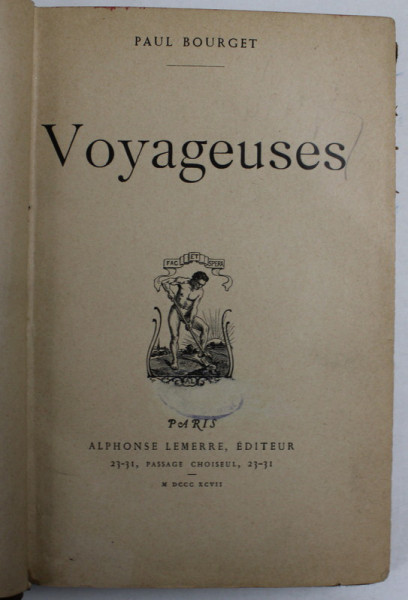 PAUL BOURGET
Voyageuses
FAC ET SPERA
PARIS
ALPHONSE LEMERRE, ÉDITEUR
23-31, PASSAGE CHOISEUL, 23-31
M DCCC XCVII